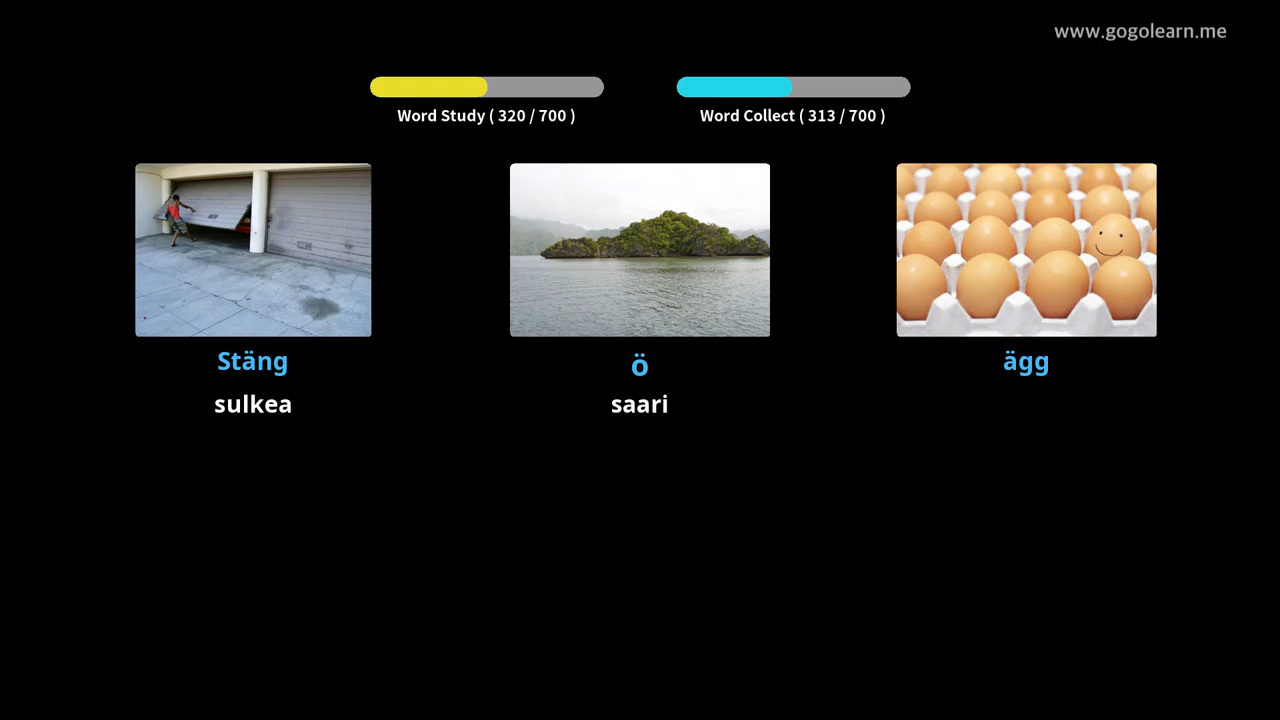 www.gogolearn.me
Word Study ( 320 / 700 )
Word Collect ( 313 / 700 )
Stäng
ö
ägg
sulkea
saari